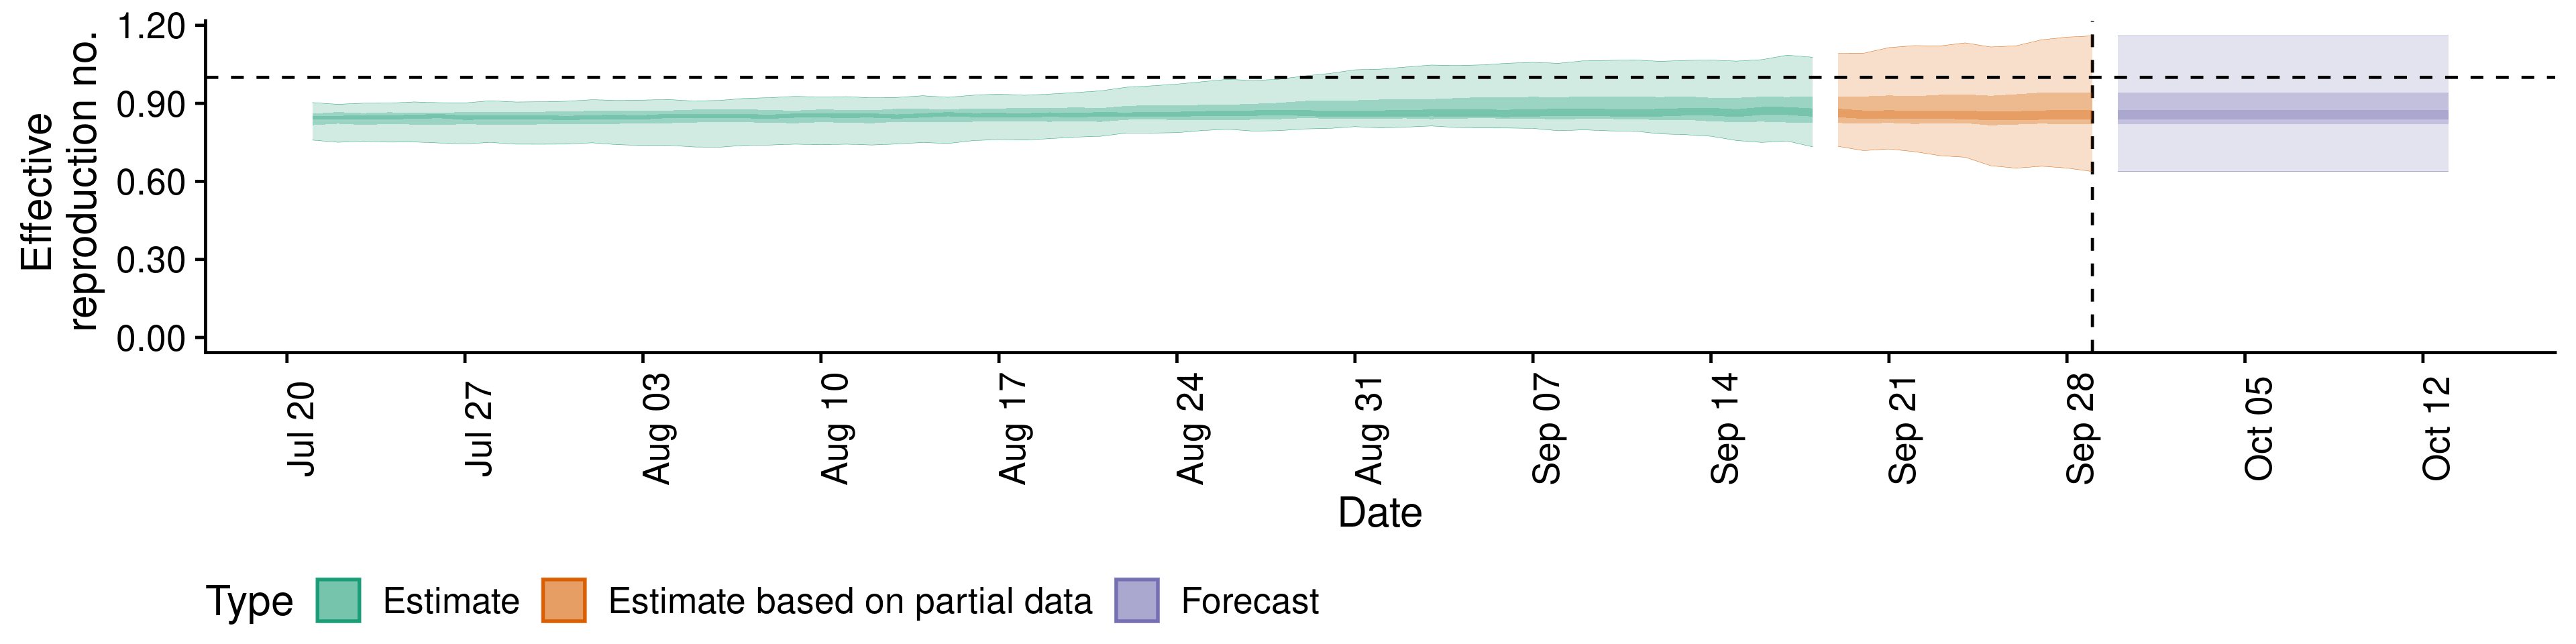 Effective
reproduction no.
1.20
0.90
0.60
0.30
0.00
Jul 20
Jul 27
Aug 03
Aug 10
Aug 17
Aug 24
Aug 31
Sep 07
Sep 14
Sep 21
Sep 28
Oct 05
Oct 12
Date
Type Estimate Estimate based on partial data Forecast